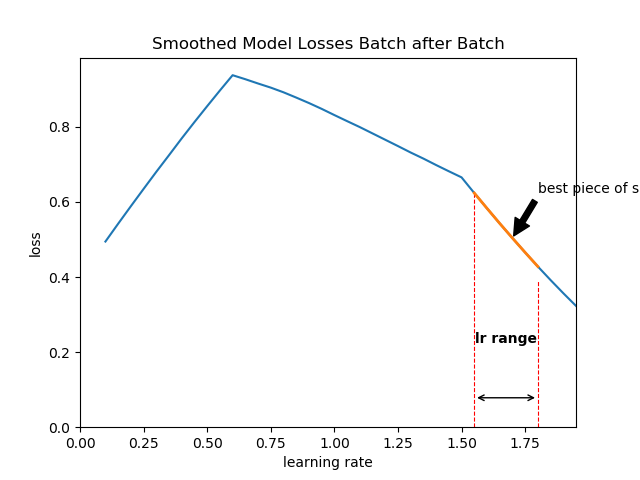 Smoothed Model Losses Batch after Batch
loss
0.8
0.6
0.4
0.2
0.0
best piece of s
lr range
0.00 0.25 0.50 0.75 1.00 1.25 1.50 1.75
learning rate